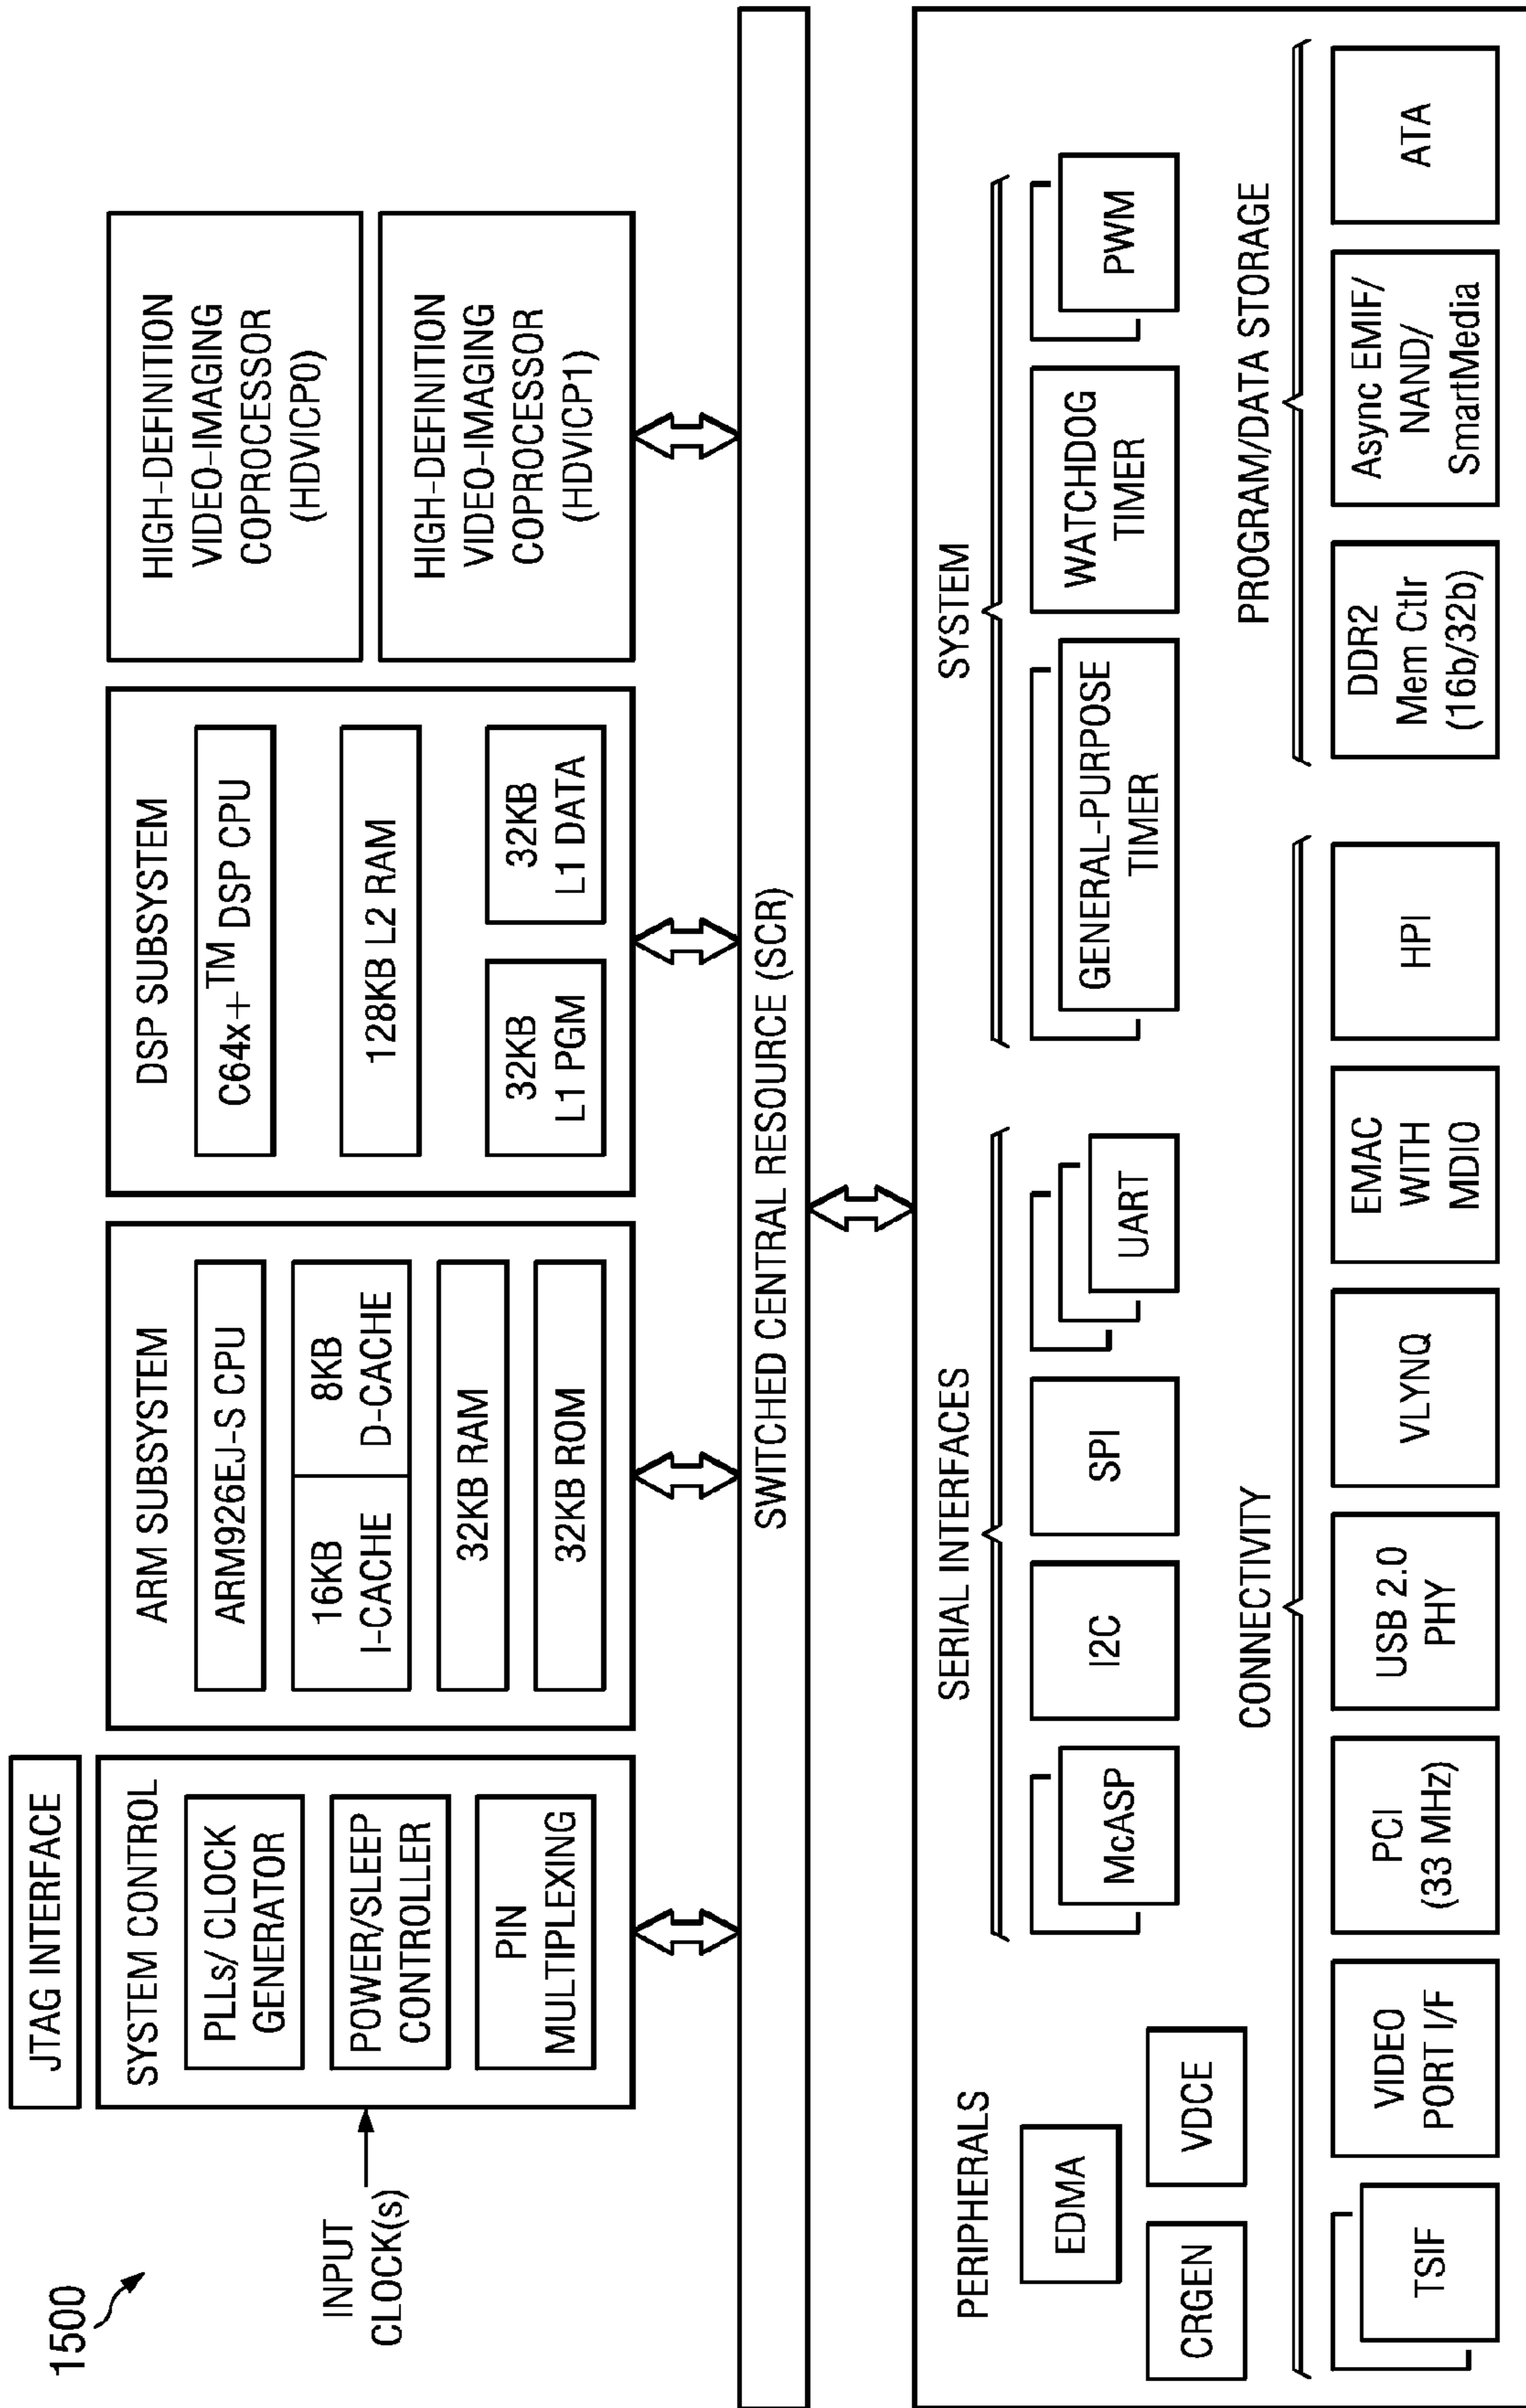 1500
JTAG INTERFACE
INPUT
CLOCK(s)
SYSTEM CONTROL
PLLs/ CLOCK
GENERATOR
POWER/SLEEP
CONTROLLER
PIN
MULTIPLEXING
ARM SUBSYSTEM
ARM926EJ-S CPU
16KB
I-CACHE
8KB
D-CACHE
32KB RAM
32KB ROM
DSP SUBSYSTEM
C64x+TM DSP CPU
128KB L2 RAM
32KB
L1 PGM
32KB
L1 DATA
HIGH-DEFINITION
VIDEO-IMAGING
COPROCESSOR
(HDVICP0)
HIGH-DEFINITION
VIDEO-IMAGING
COPROCESSOR
(HDVICP1)
SWITCHED CENTRAL RESOURCE (SCR)
PERIPHERALS
EDMA
CRGEN
VDCE
SERIAL INTERFACES
McASP
I2C
SPI
UART
SYSTEM
GENERAL-PURPOSE
TIMER
WATCHDOG
TIMER
PWM
CONNECTIVITY
TSIF
VIDEO
PORT I/F
PCI
(33 MHz)
USB 2.0
PHY
VLYNQ
EMAC
WITH
MDIO
HPI
PROGRAM/DATA STORAGE
DDR2
Mem Ctlr
(16b/32b)
Async EMIF/
NAND/
SmartMedia
ATA